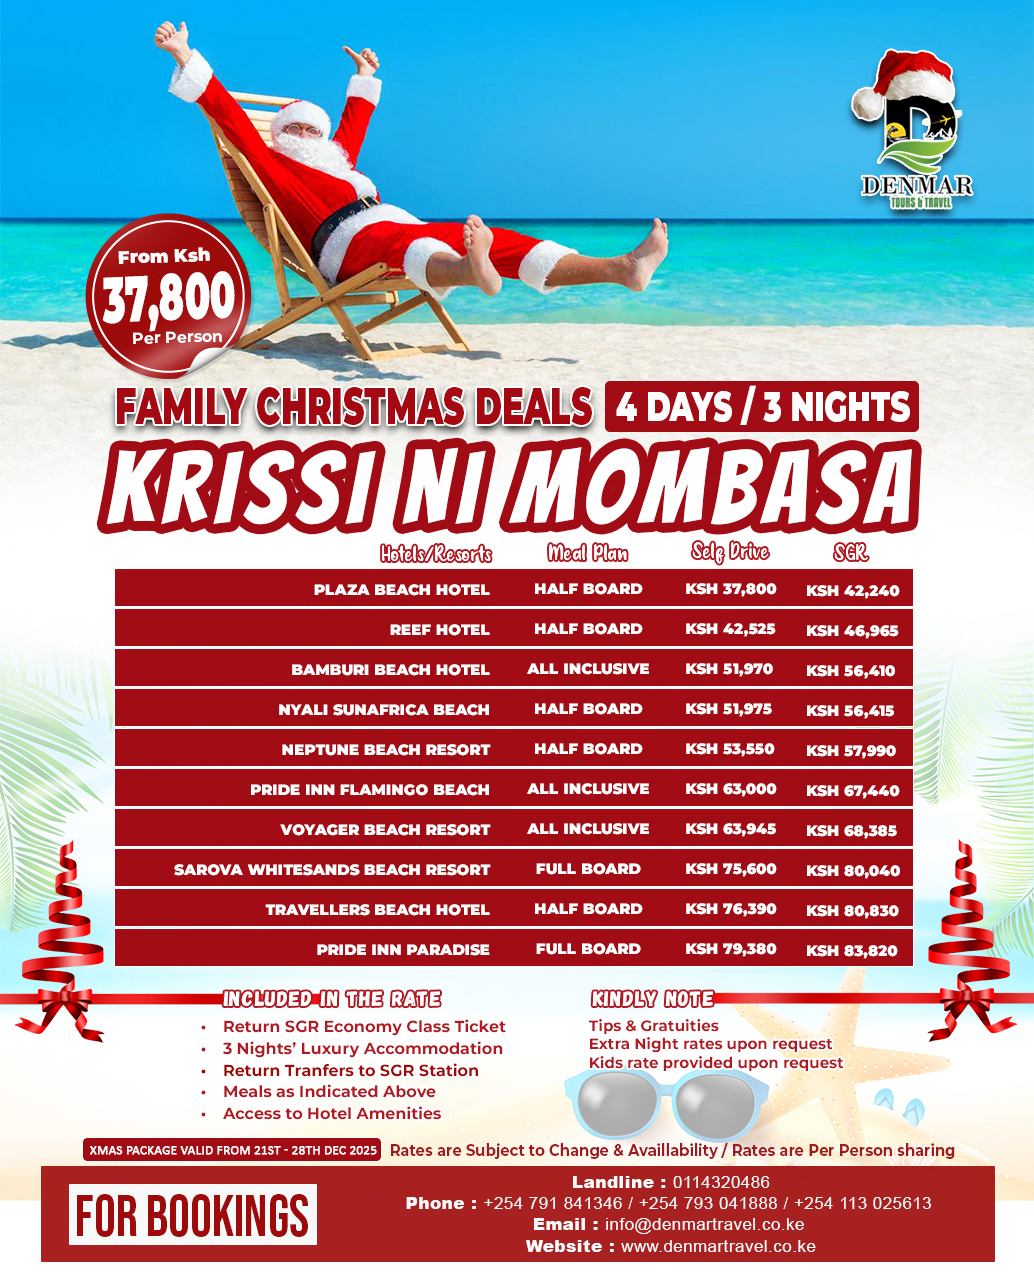 DENMAR
TOURS & TRAVEL
From Ksh
37,800
Per Person
FAMILY CHRISTMAS DEALS 4 DAYS / 3 NIGHTS
KRISSI NI MOMBASA
Hotels/Resorts Meal Plan Self Drive SGR
PLAZA BEACH HOTEL HALF BOARD KSH 37,800 KSH 42,240
REEF HOTEL HALF BOARD KSH 42,525 KSH 46,965
BAMBURI BEACH HOTEL ALL INCLUSIVE KSH 51,970 KSH 56,410
NYALI SUNAFRICA BEACH HALF BOARD KSH 51,975 KSH 56,415
NEPTUNE BEACH RESORT HALF BOARD KSH 53,550 KSH 57,990
PRIDE INN FLAMINGO BEACH ALL INCLUSIVE KSH 63,000 KSH 67,440
VOYAGER BEACH RESORT ALL INCLUSIVE KSH 63,945 KSH 68,385
SAROVA WHITESANDS BEACH RESORT FULL BOARD KSH 75,600 KSH 80,040
TRAVELLERS BEACH HOTEL HALF BOARD KSH 76,390 KSH 80,830
PRIDE INN PARADISE FULL BOARD KSH 79,380 KSH 83,820
INCLUDED IN THE RATE
• Return SGR Economy Class Ticket
• 3 Nights’ Luxury Accommodation
• Return Tranfers to SGR Station
• Meals as Indicated Above
• Access to Hotel Amenities
KINDLY NOTE
Tips & Gratuities
Extra Night rates upon request
Kids rate provided upon request
XMAS PACKAGE VALID FROM 21ST - 28TH DEC 2025 Rates are Subject to Change & Availlability / Rates are Per Person sharing
FOR BOOKINGS
Landline : 0114320486
Phone : +254 791 841346 / +254 793 041888 / +254 113 025613
Email : info@denmartravel.co.ke
Website : www.denmartravel.co.ke